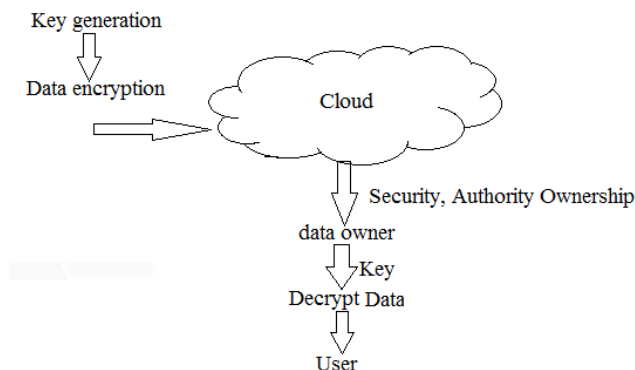 Key generation
Data encryption
Cloud
Security, Authority Ownership
data owner
Key
Decrypt Data
User